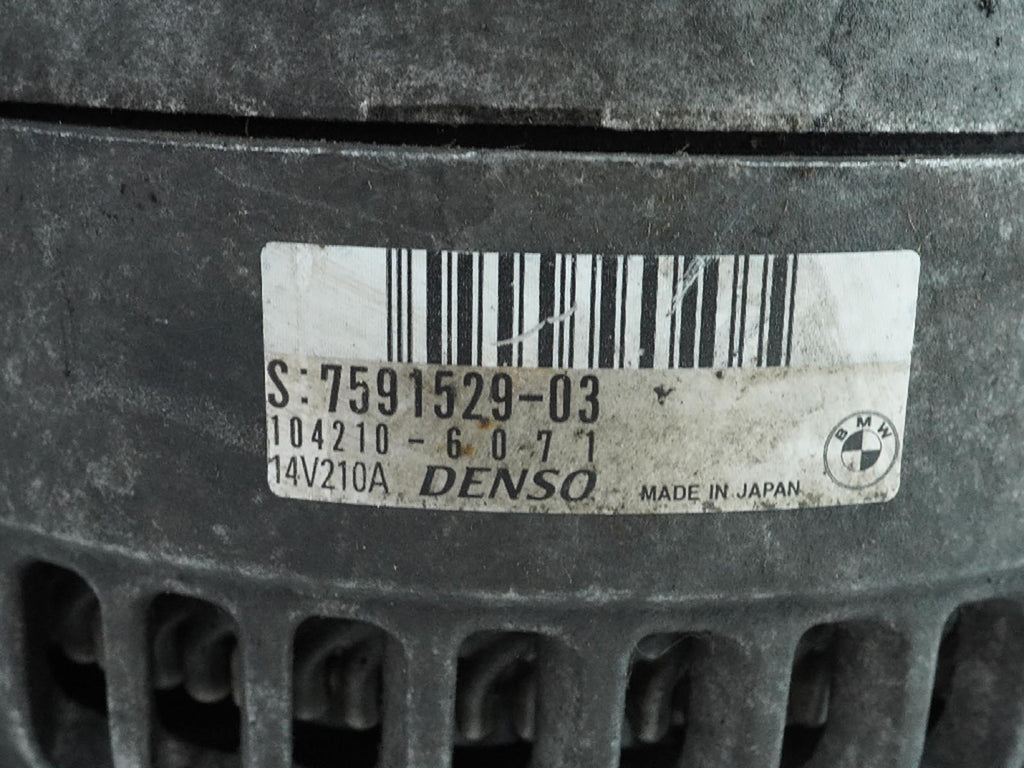 S:7591529-03
104210-6071
14V210A DENSO MADE IN JAPAN
BMW